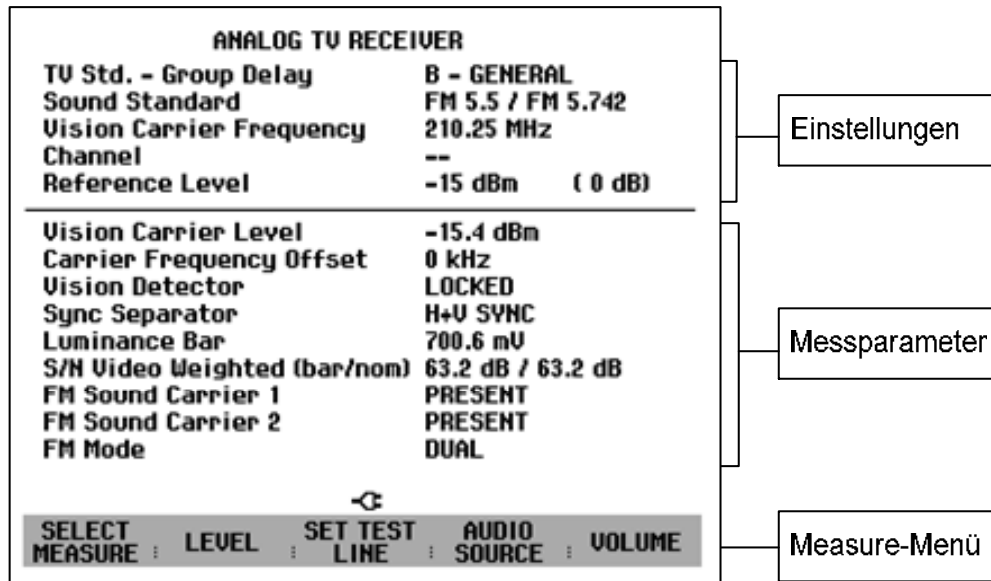 ANALOG TV RECEIVER
TV Std. - Group Delay B - GENERAL
Sound Standard FM 5.5 / FM 5.742
Vision Carrier Frequency 210.25 MHz
Channel --
Reference Level -15 dBm ( 0 dB)
Einstellungen
Vision Carrier Level -15.4 dBm
Carrier Frequency Offset 0 kHz
Vision Detector LOCKED
Sync Separator H+V SYNC
Luminance Bar 700.6 mV
S/N Video Weighted (bar/nom) 63.2 dB / 63.2 dB
FM Sound Carrier 1 PRESENT
FM Sound Carrier 2 PRESENT
FM Mode DUAL
Messparameter
SELECT MEASURE LEVEL SET TEST LINE AUDIO SOURCE VOLUME
Measure-Menü